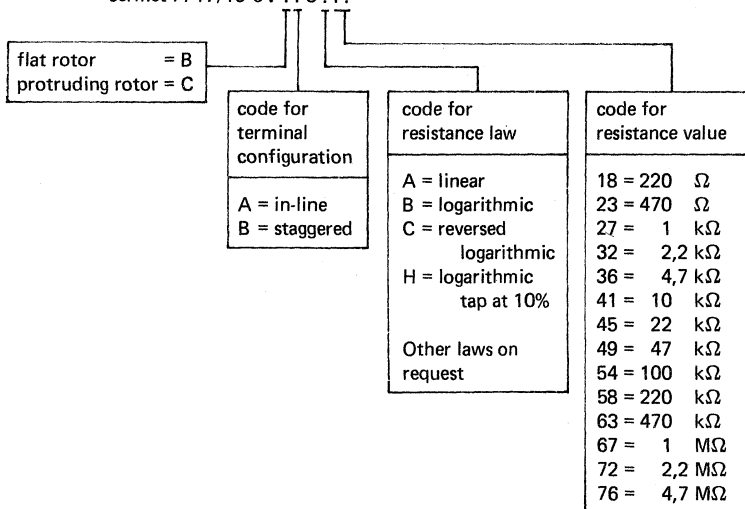 flat rotor = B
protruding rotor = C
code for
terminal
configuration
A = in-line
B = staggered
code for
resistance law
A = linear
B = logarithmic
C = reversed
logarithmic
H = logarithmic
tap at 10%
Other laws on
request
code for
resistance value
18 = 220 Ω
23 = 470 Ω
27 = 1 kΩ
32 = 2,2 kΩ
36 = 4,7 kΩ
41 = 10 kΩ
45 = 22 kΩ
49 = 47 kΩ
54 = 100 kΩ
58 = 220 kΩ
63 = 470 kΩ
67 = 1 MΩ
72 = 2,2 MΩ
76 = 4,7 MΩ